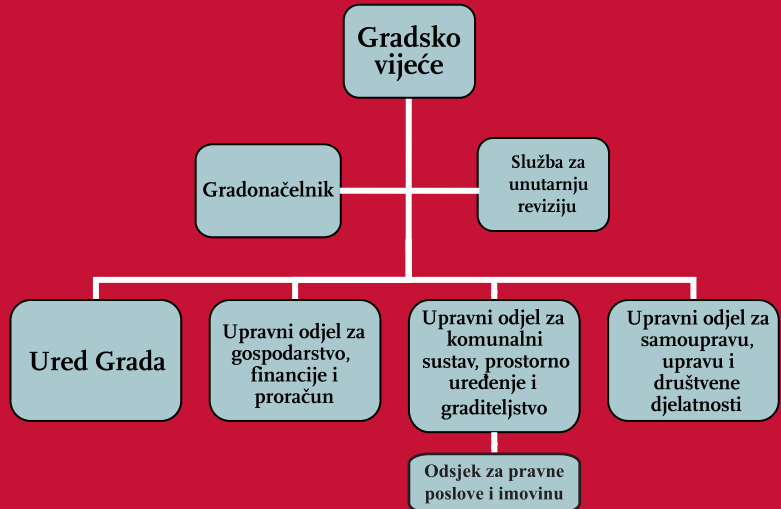 Gradsko
vijeće
Gradonačelnik
Služba za
unutarnju
reviziju
Ured Grada
Upravni odjel za
gospodarstvo,
financije i
proračun
Upravni odjel za
komunalni
sustav, prostorno
uređenje i
graditeljstvo
Upravni odjel za
samoupravu,
upravu i
društvene
djelatnosti
Odsjek za pravne
poslove i imovinu